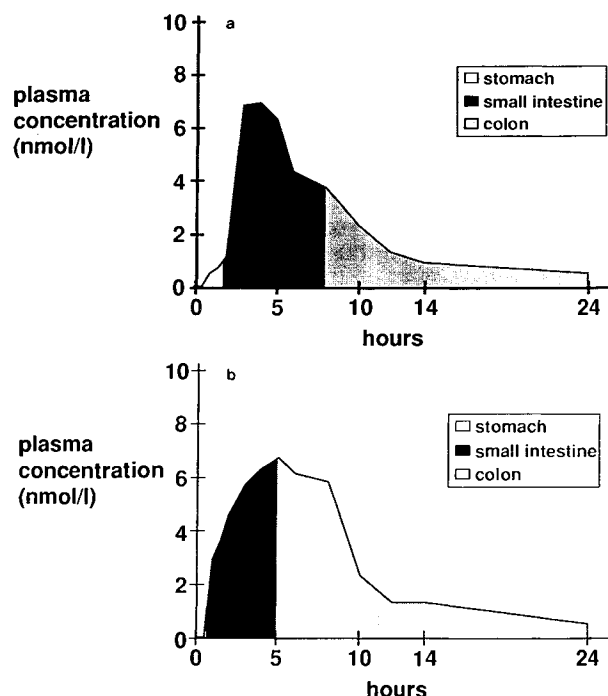 10
a
plasma
concentration
(nmol/l)
8
6
4
2
0
stomach
small intestine
colon
0
5
10
14
24
hours
10
b
plasma
concentration
(nmol/l)
8
6
4
2
0
stomach
small intestine
colon
0
5
10
14
24
hours